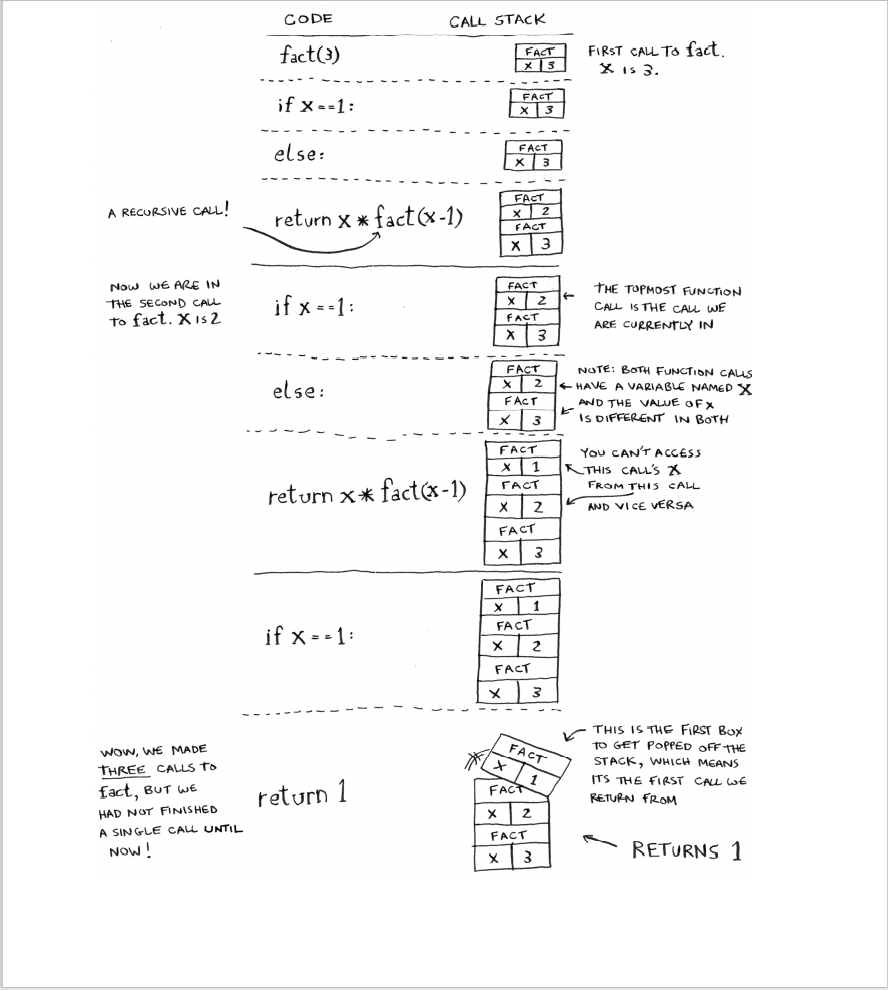 CODE
CALL STACK
fact(3)
FACT
X 3
FIRST CALL TO fact.
X IS 3.
if x==1:
FACT
X 3
else:
FACT
X 3
A RECURSIVE CALL!
return x * fact(x-1)
FACT
X 2
FACT
X 3
NOW WE ARE IN
THE SECOND CALL
TO fact. X IS 2
if x==1:
FACT
X 2
FACT
X 3
THE TOPMOST FUNCTION
CALL IS THE CALL WE
ARE CURRENTLY IN
else:
FACT
X 2
FACT
X 3
NOTE: BOTH FUNCTION CALLS
HAVE A VARIABLE NAMED X
AND THE VALUE OF X
IS DIFFERENT IN BOTH
return x * fact(x-1)
FACT
X 1
FACT
X 2
FACT
X 3
YOU CAN'T ACCESS
THIS CALL'S X
FROM THIS CALL
AND VICE VERSA
if x==1:
FACT
X 1
FACT
X 2
FACT
X 3
WOW, WE MADE
THREE CALLS TO
fact, BUT WE
HAD NOT FINISHED
A SINGLE CALL UNTIL
NOW!
return 1
FACT
X 1
FACT
X 2
FACT
X 3
THIS IS THE FIRST BOX
TO GET POPPED OFF THE
STACK, WHICH MEANS
ITS THE FIRST CALL WE
RETURN FROM
RETURNS 1